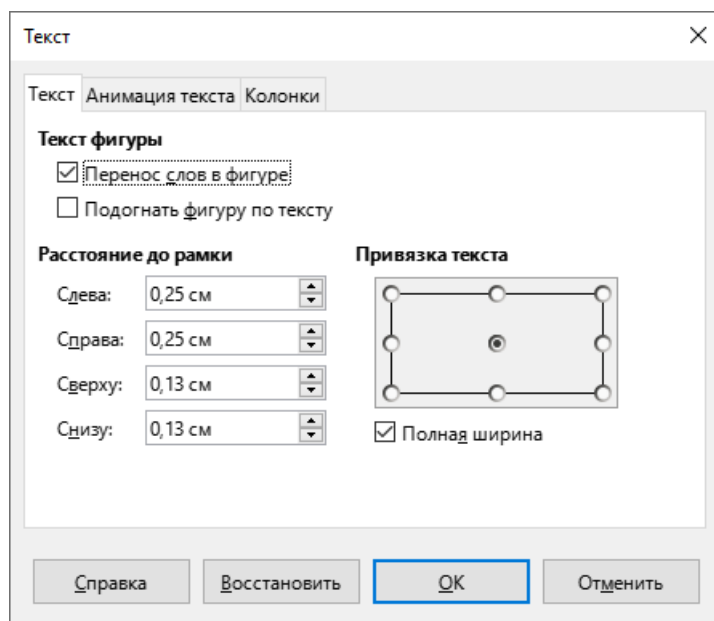 Текст
Текст Анимация текста Колонки
Текст фигуры
Перенос слов в фигуре
Подогнать фигуру по тексту
Расстояние до рамки Привязка текста
Слева: 0,25 см
Справа: 0,25 см
Сверху: 0,13 см
Снизу: 0,13 см
Полная ширина
Справка Восстановить OK Отменить